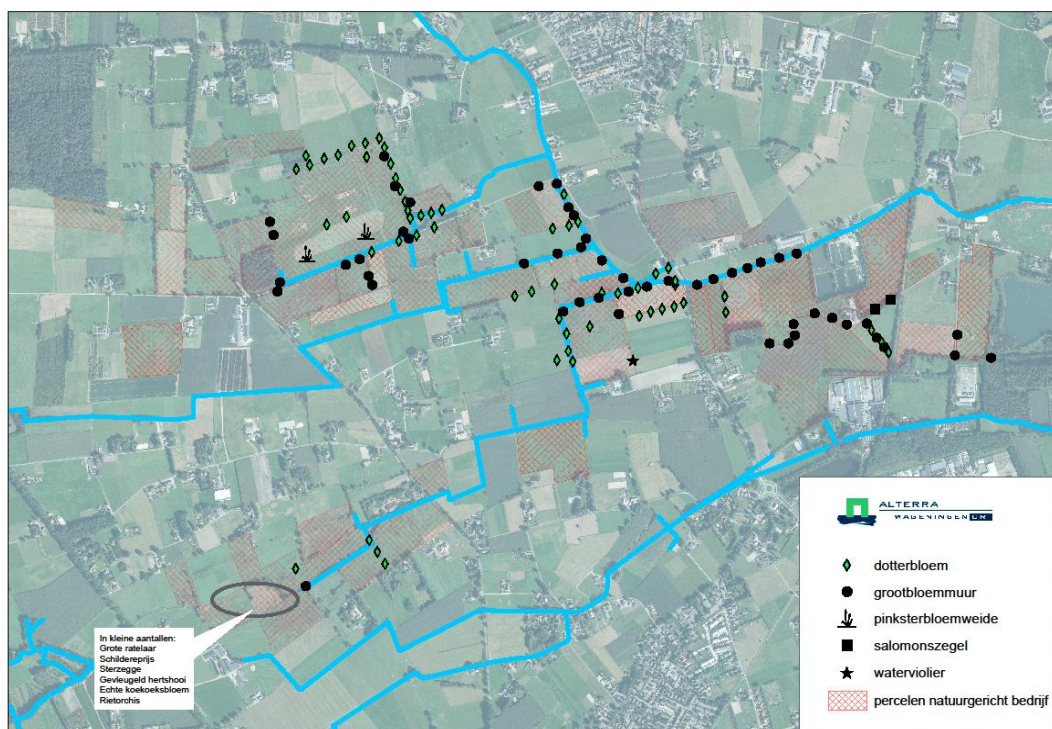 ALTERRA
WAGENINGEN UR
dotterbloem
grootbloemmuur
pinksterbloemweide
salomonszegel
waterviolier
percelen natuurgericht bedrijf
In kleine aantallen:
Grote ratelaar
Schildereprijs
Sterzegge
Gevleugeld hertshooi
Echte koekoeksbloem
Rietorchis